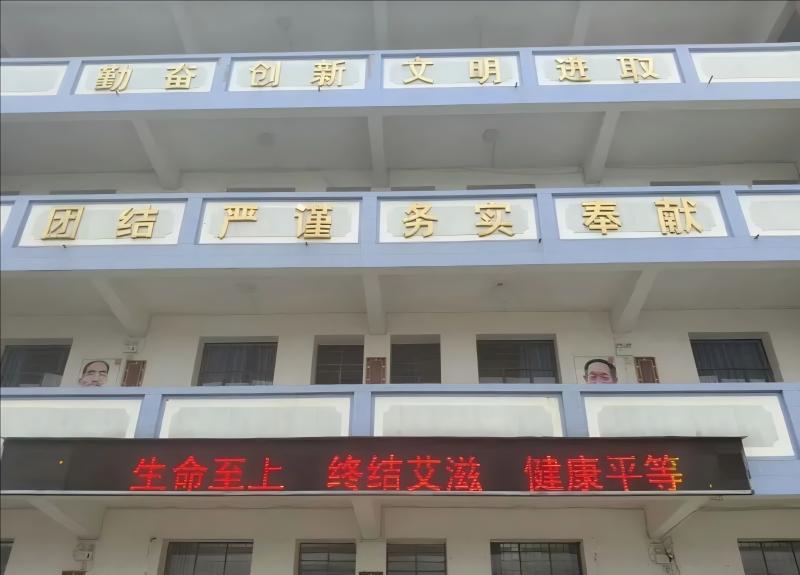 勤奋 创新 文明 进取
团结 严谨 务实 奉献
生命至上 终结艾滋 健康平等